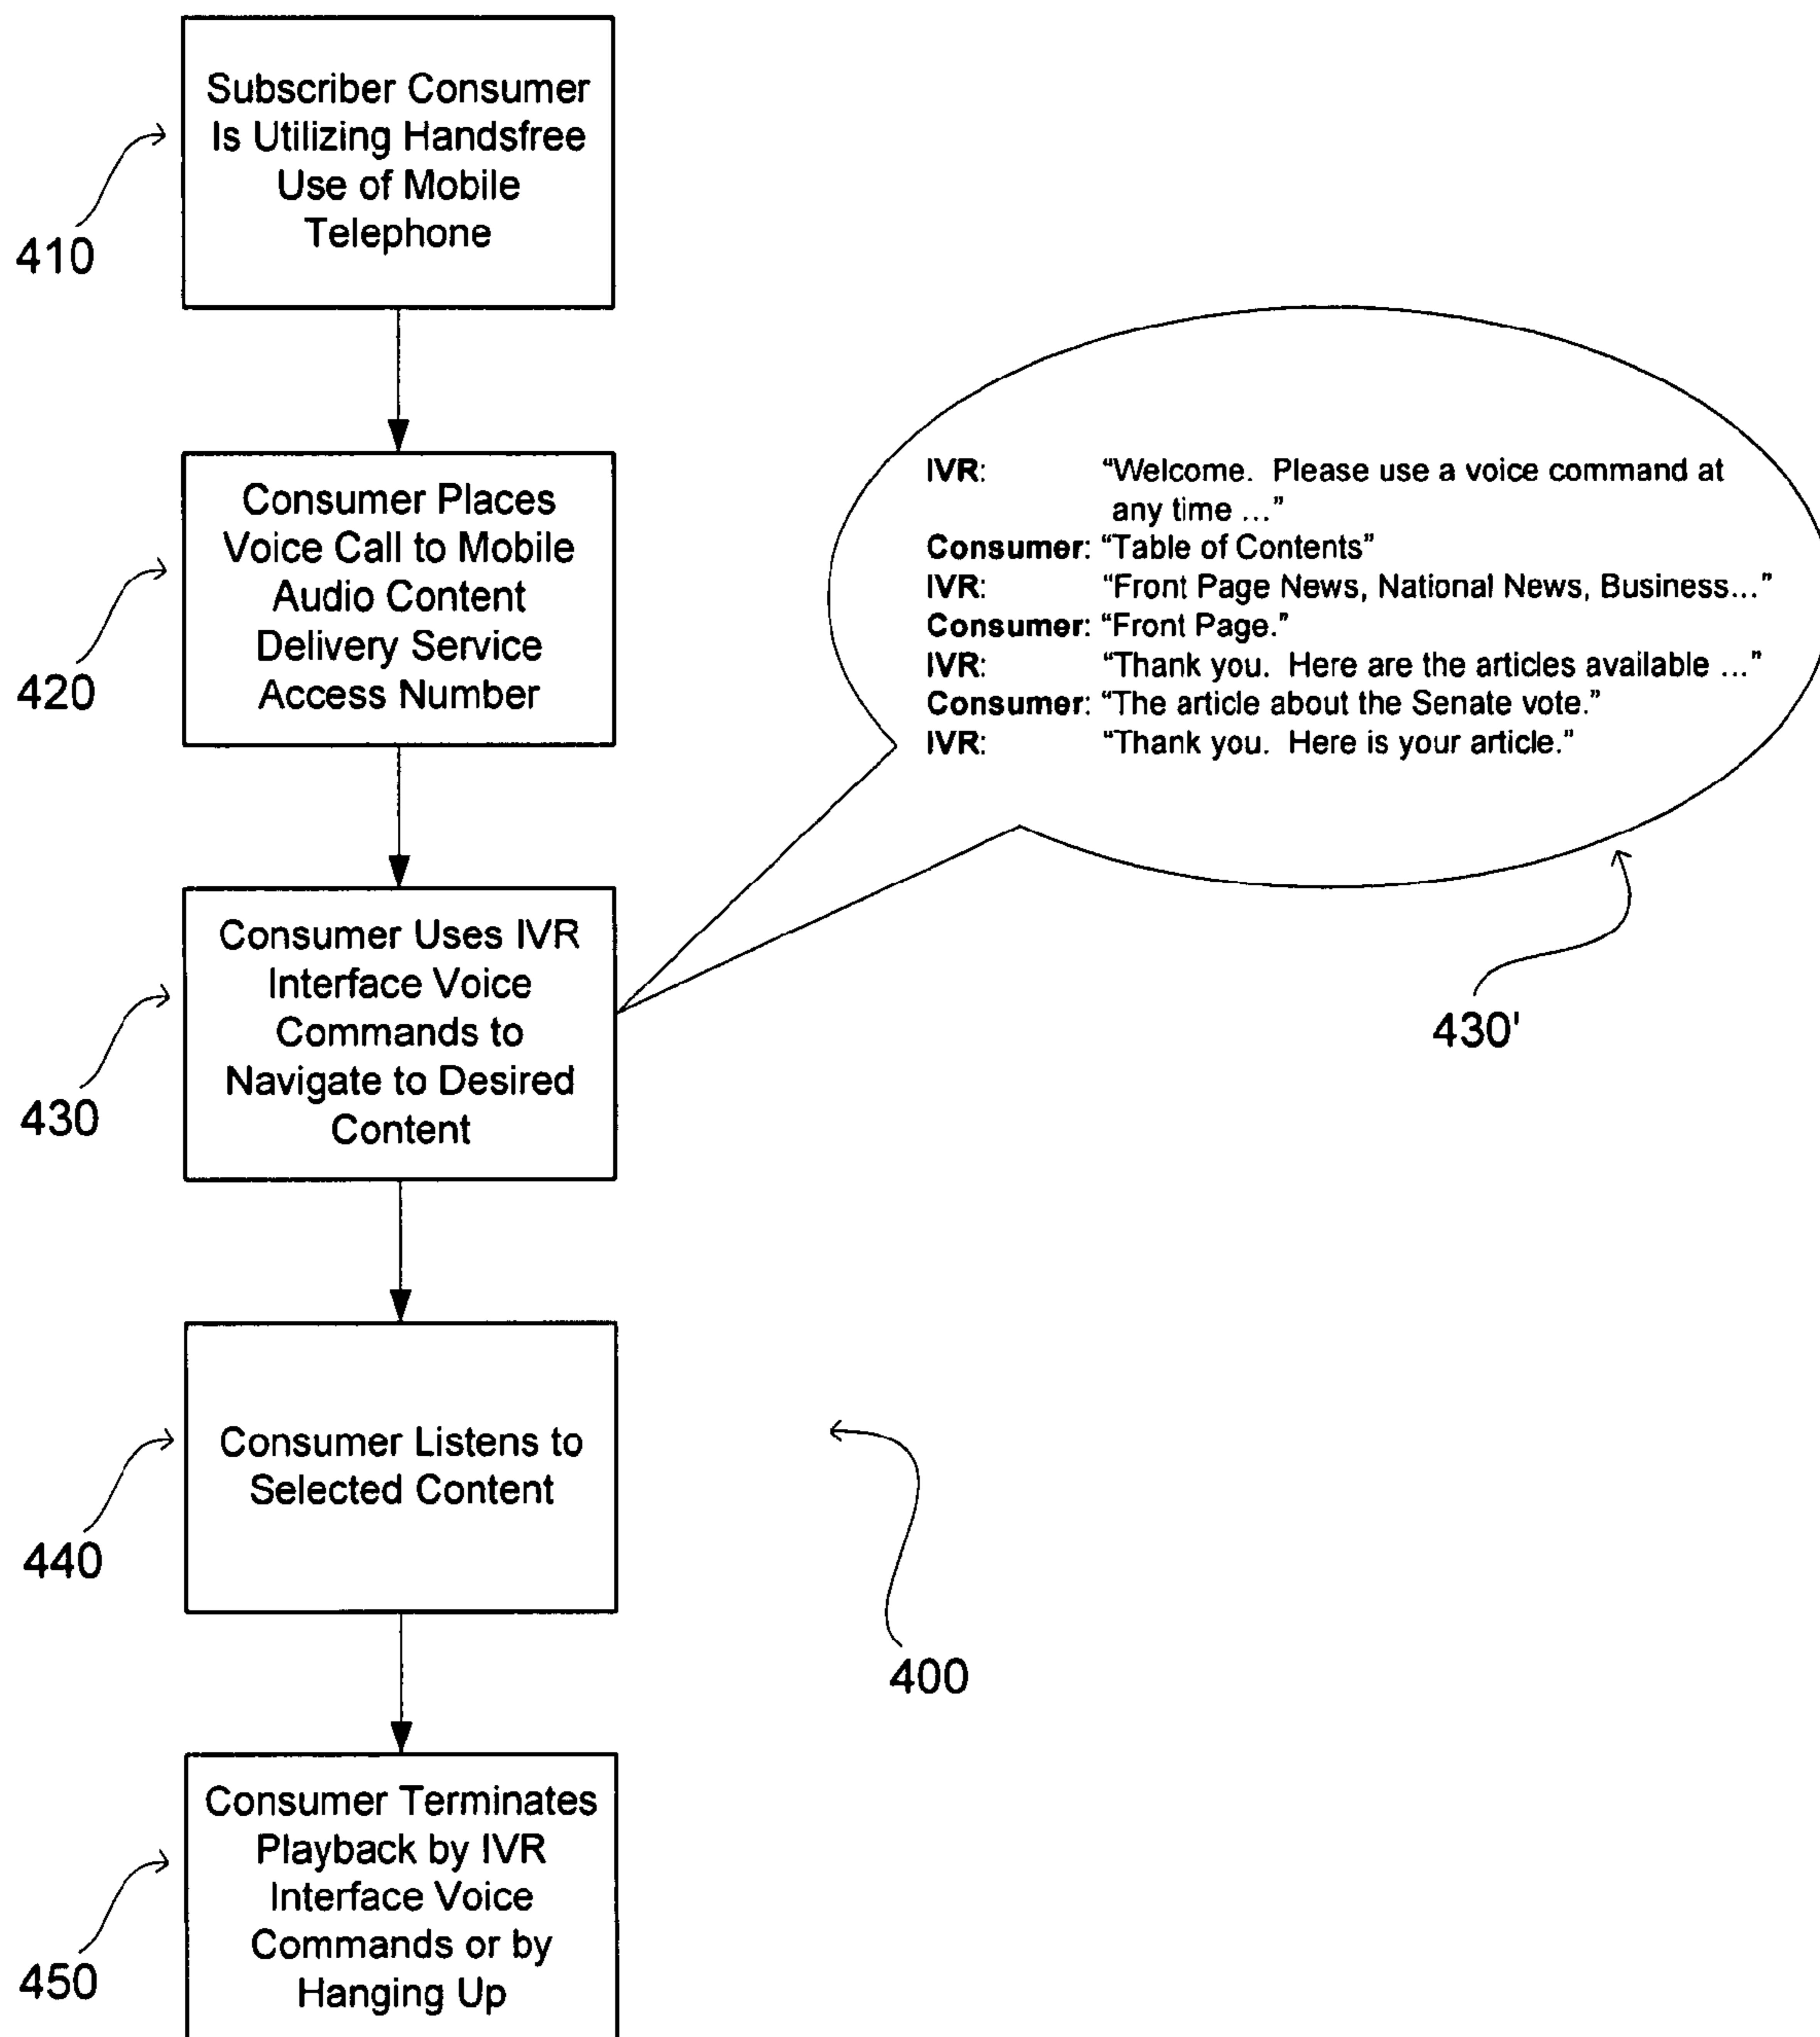 Subscriber Consumer
Is Utilizing Handsfree
Use of Mobile
Telephone
410
Consumer Places
Voice Call to Mobile
Audio Content
Delivery Service
Access Number
420
IVR: “Welcome. Please use a voice command at
any time ...”
Consumer: “Table of Contents”
IVR: “Front Page News, National News, Business...”
Consumer: “Front Page.”
IVR: “Thank you. Here are the articles available ...”
Consumer: “The article about the Senate vote.”
IVR: “Thank you. Here is your article.”
430'
Consumer Uses IVR
Interface Voice
Commands to
Navigate to Desired
Content
430
Consumer Listens to
Selected Content
440
400
Consumer Terminates
Playback by IVR
Interface Voice
Commands or by
Hanging Up
450